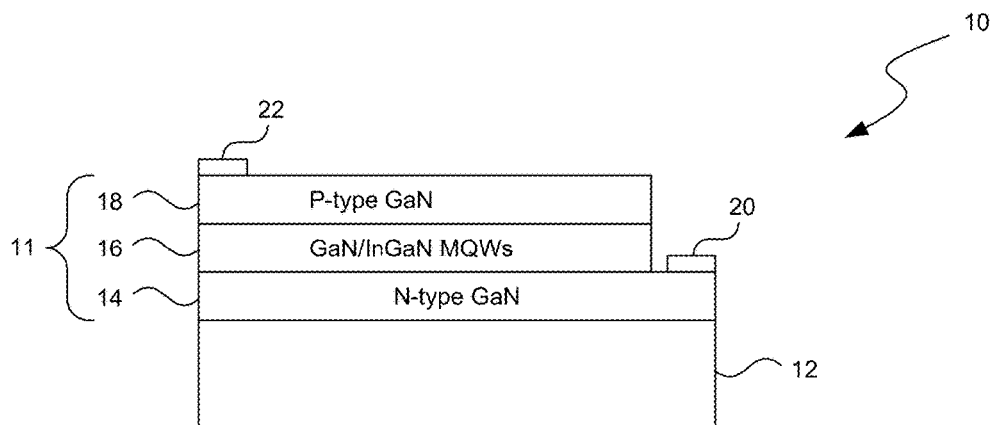 10
22
18 P-type GaN
20
11 16 GaN/InGaN MQWs
14 N-type GaN
12